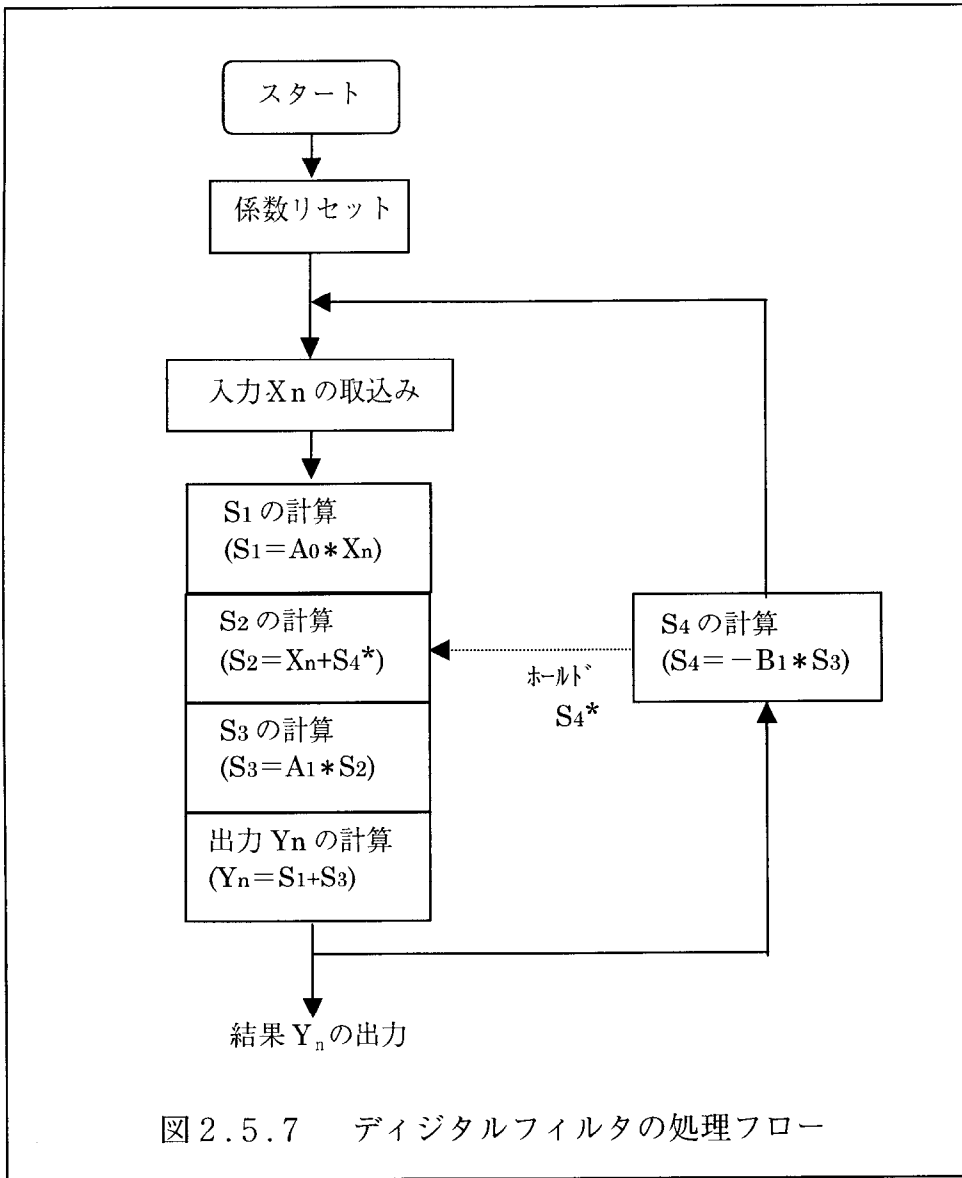 スタート
係数リセット
入力Xnの取込み
S1の計算
(S1=A0*Xn)
S2の計算
(S2=Xn+S4*)
S3の計算
(S3=A1*S2)
出力Ynの計算
(Yn=S1+S3)
S4の計算
(S4=-B1*S3)
ホールド
S4*
結果Ynの出力
図2.5.7 ディジタルフィルタの処理フロー